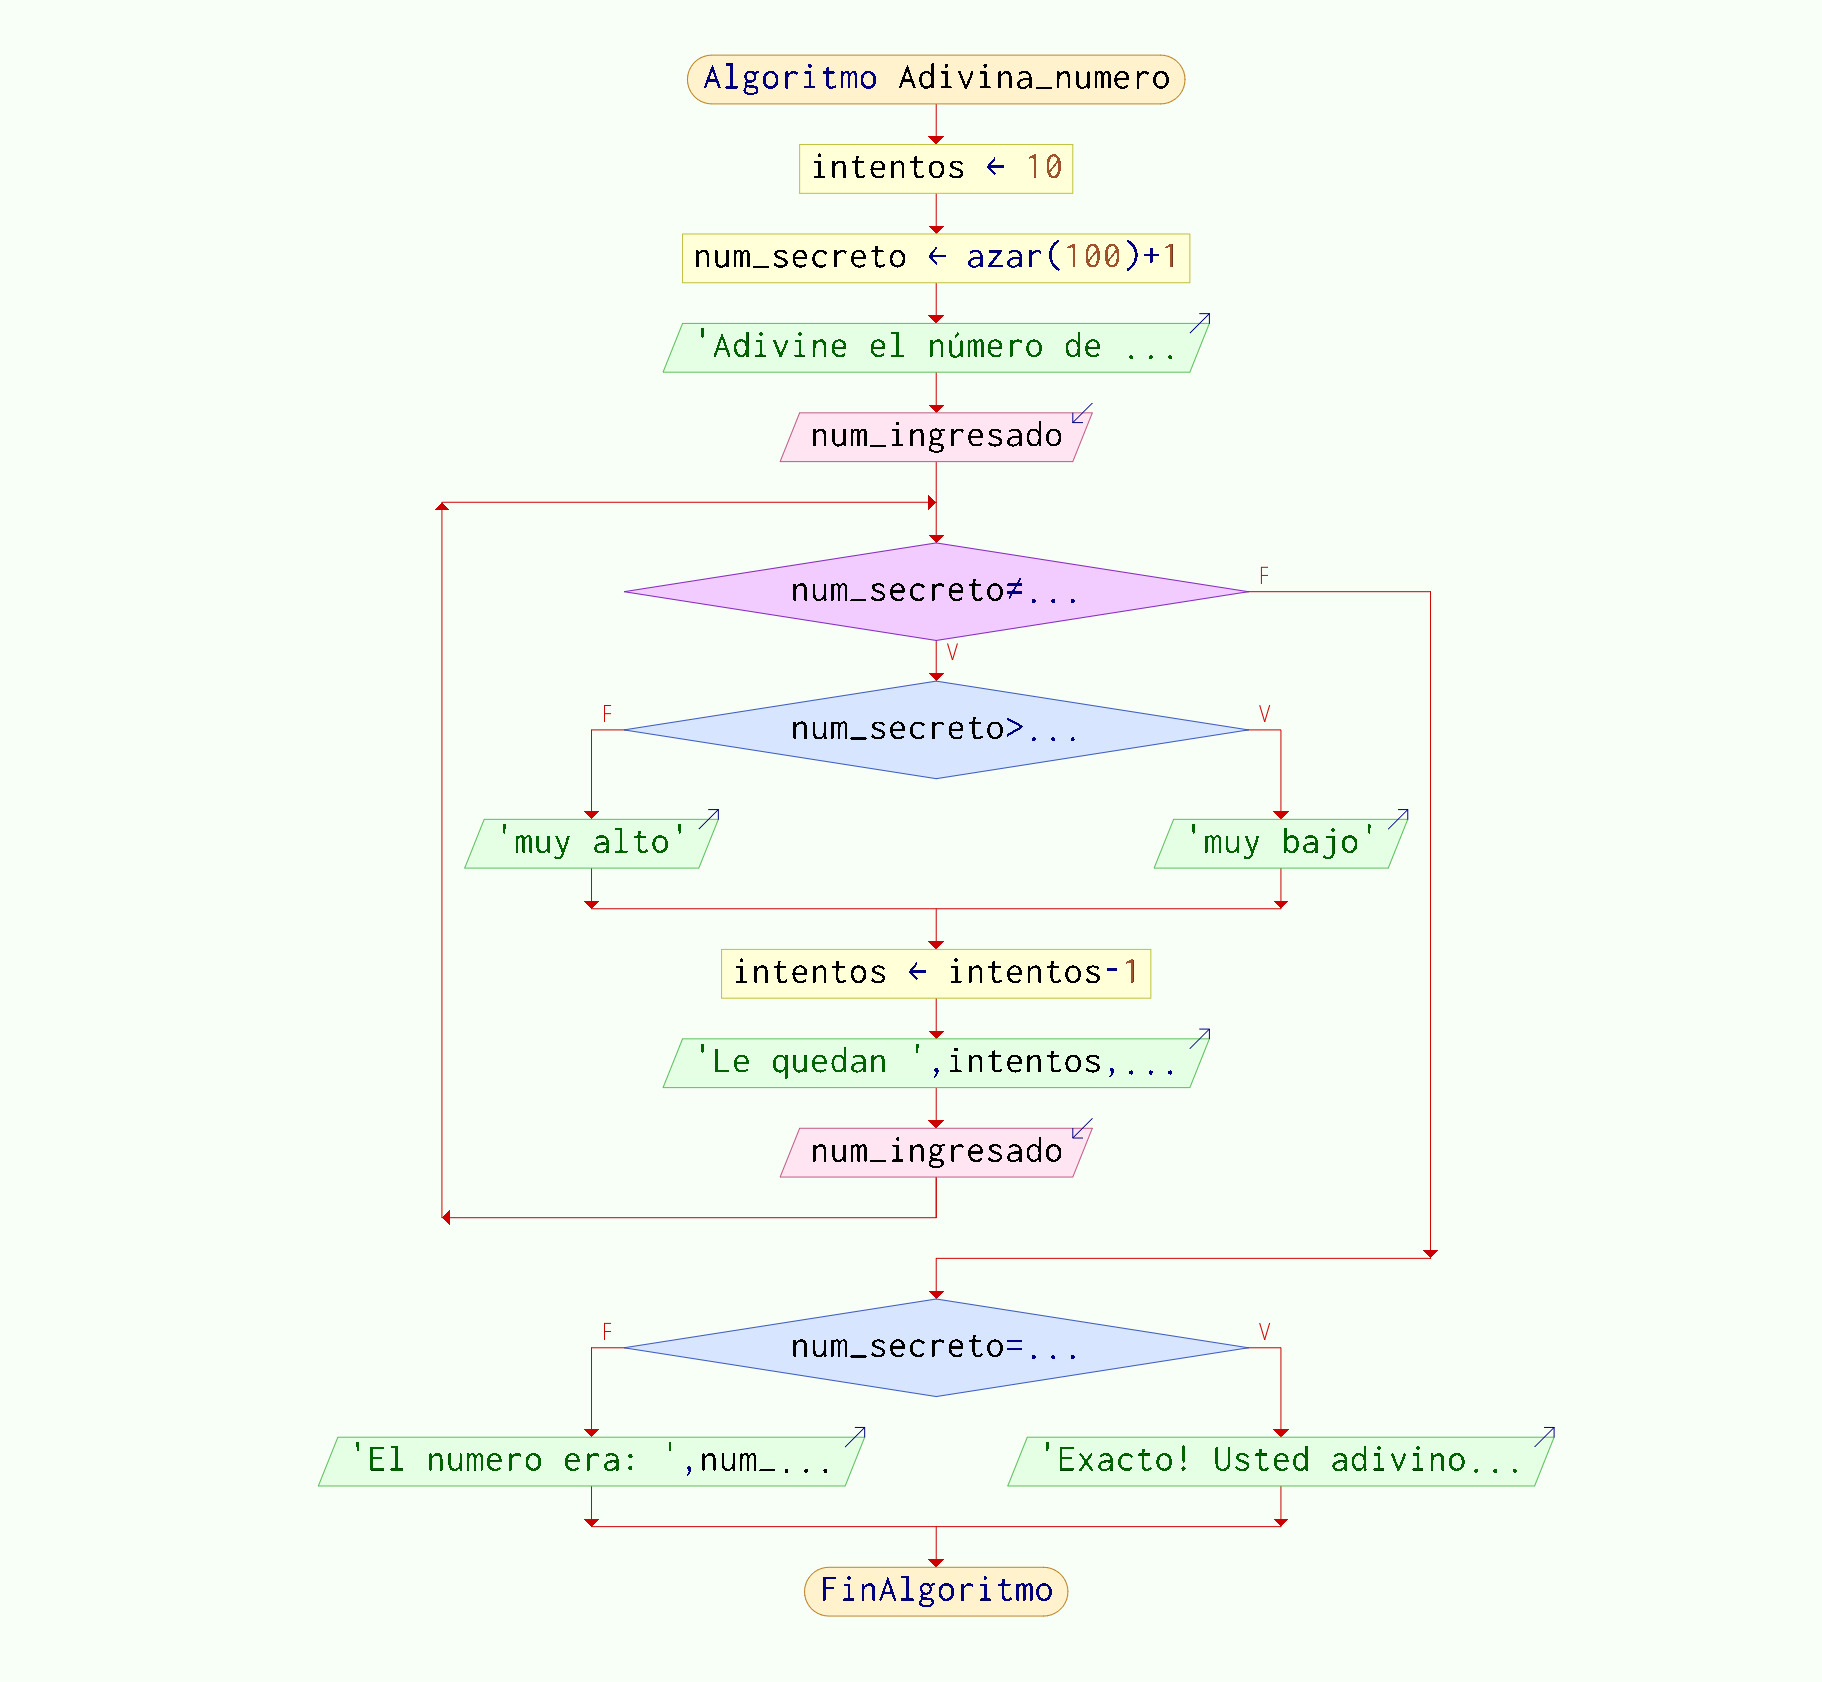 Algoritmo Adivina_numero
intentos ← 10
num_secreto ← azar(100)+1
'Adivine el número de ...
num_ingresado
num_secreto≠...
F
V
num_secreto>...
F
V
'muy alto'
'muy bajo'
intentos ← intentos-1
'Le quedan ',intentos,...
num_ingresado
num_secreto=...
F
V
'El numero era: ',num_...
'Exacto! Usted adivino...
FinAlgoritmo